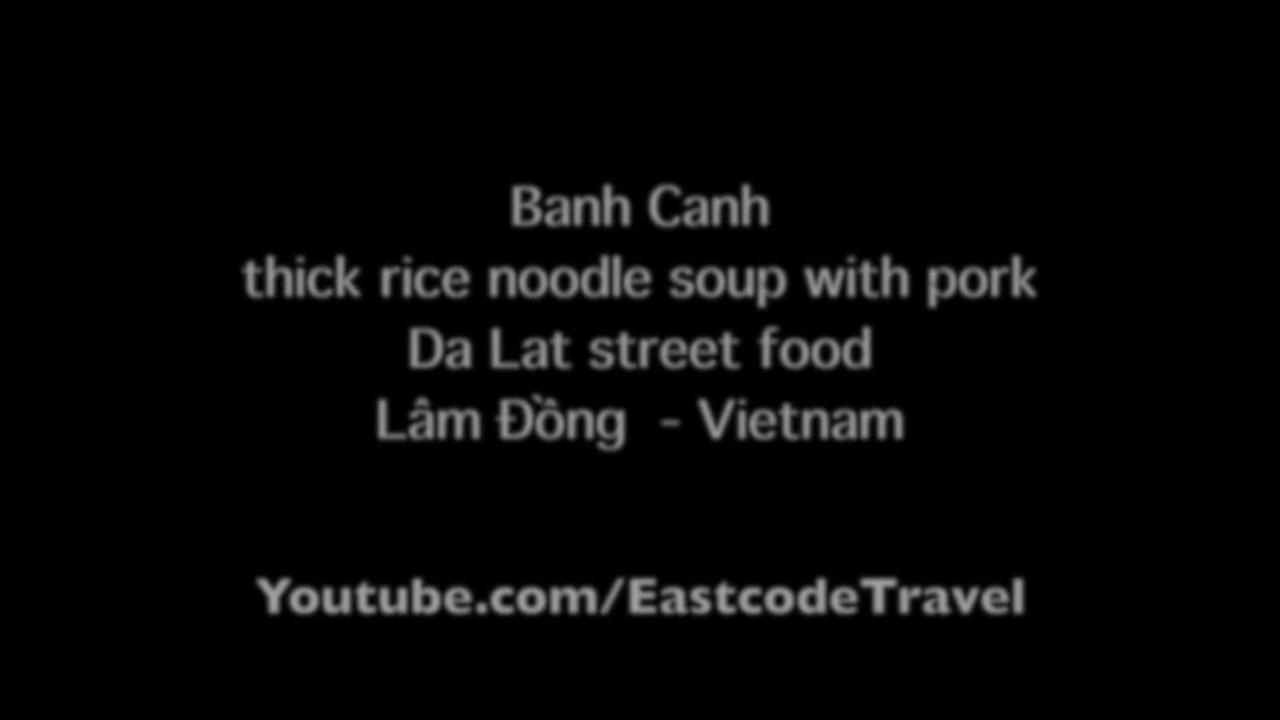 Banh Canh
thick rice noodle soup with pork
Da Lat street food
Lâm Đồng - Vietnam
Youtube.com/EastcodeTravel